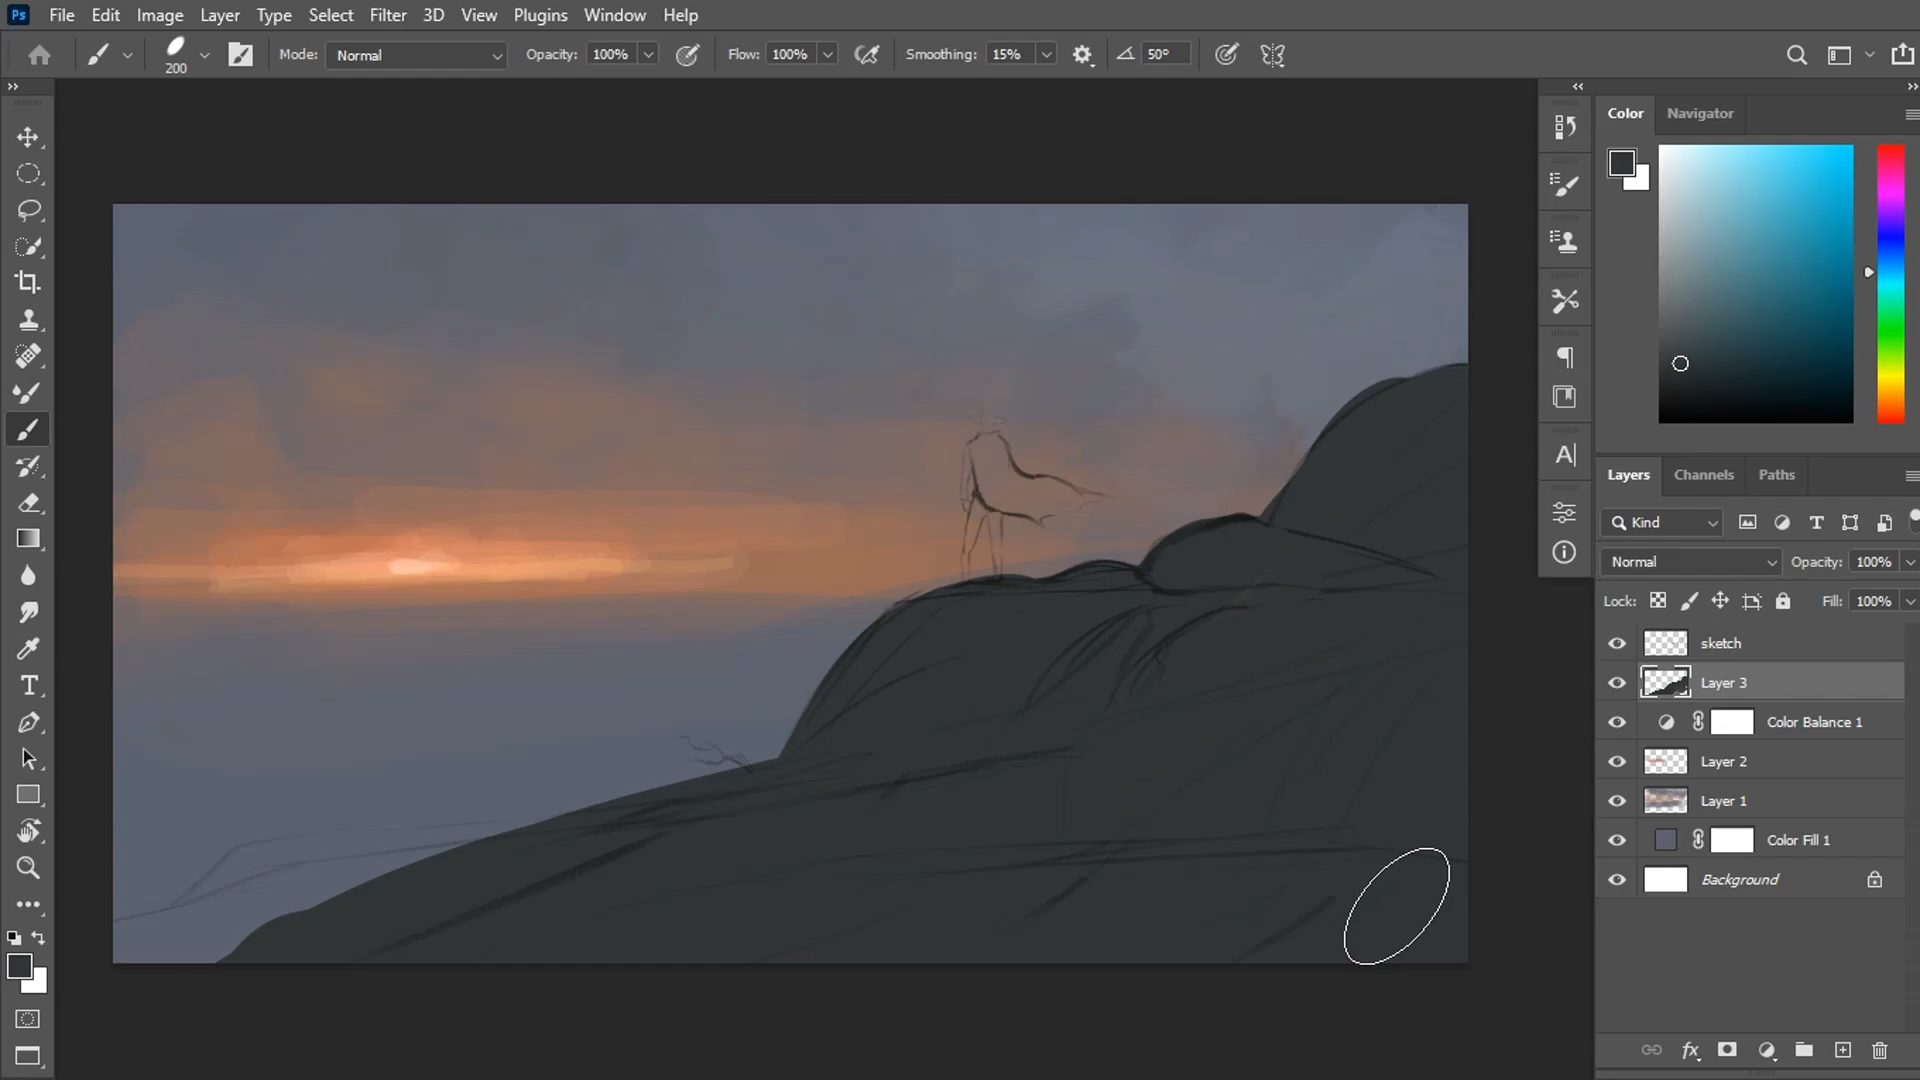 Ps File Edit Image Layer Type Select Filter 3D View Plugins Window Help
200 Mode: Normal Opacity: 100% Flow: 100% Smoothing: 15% 50°
Color Navigator
Layers Channels Paths
Kind
Normal Opacity: 100%
Lock: Fill: 100%
sketch
Layer 3
Color Balance 1
Layer 2
Layer 1
Color Fill 1
Background